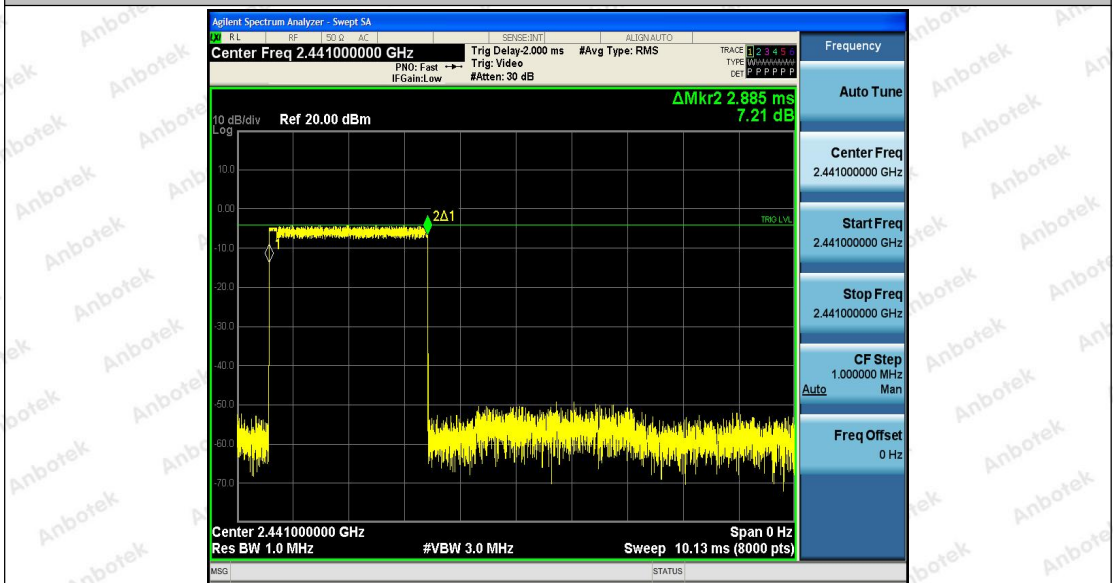 Agilent Spectrum Analyzer - Swept SA
LXI RL RF 50 Ω AC SENSE:INT ALIGNAUTO
Center Freq 2.441000000 GHz
PNO: Fast
IFGain:Low
Trig Delay-2.000 ms
Trig: Video
#Atten: 30 dB
#Avg Type: RMS
TRACE 1 2 3 4 5 6
TYPE WWWWWW
DET P P P P P P
ΔMkr2 2.885 ms
7.21 dB
10 dB/div Ref 20.00 dBm
Log
10.0
0.00
-10.0
-20.0
-30.0
-40.0
-50.0
-60.0
-70.0
2Δ1
TRIG LVL
Center 2.441000000 GHz Span 0 Hz
Res BW 1.0 MHz #VBW 3.0 MHz Sweep 10.13 ms (8000 pts)
MSG STATUS
Frequency
Auto Tune
Center Freq
2.441000000 GHz
Start Freq
2.441000000 GHz
Stop Freq
2.441000000 GHz
CF Step
1.000000 MHz
Auto Man
Freq Offset
0 Hz
Anbotek